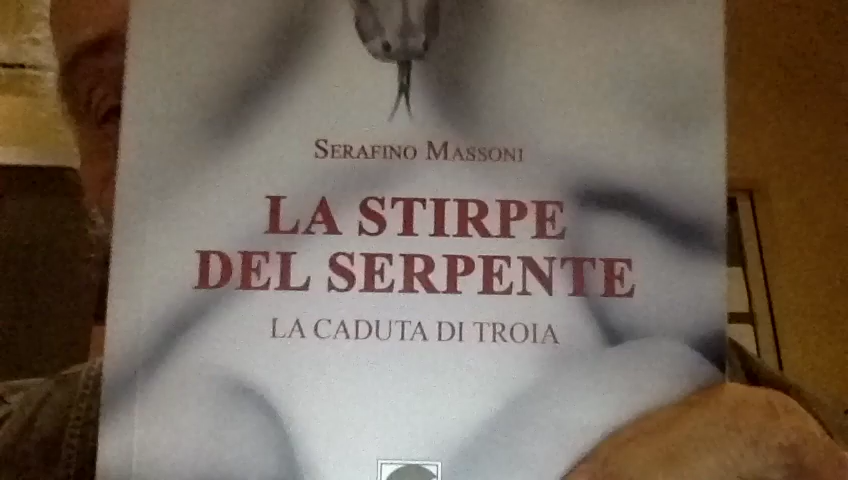 SERAFINO MASSONI
LA STIRPE
DEL SERPENTE
LA CADUTA DI TROIA